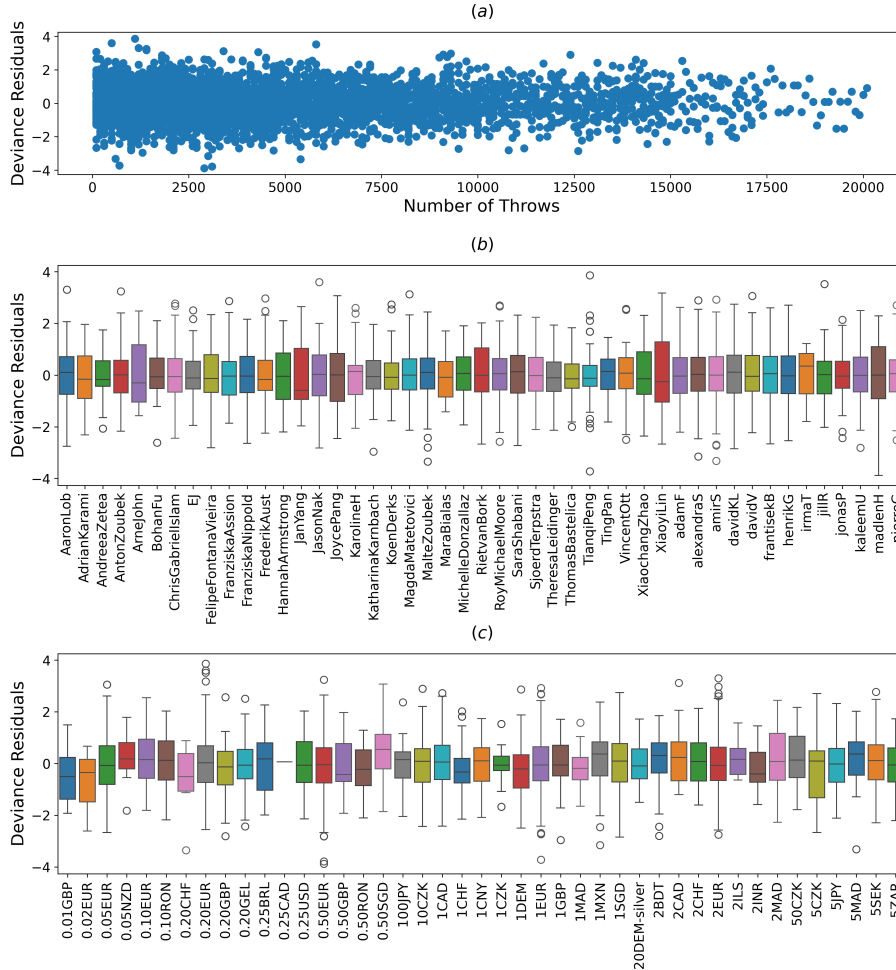 (a)
Deviance Residuals
4
2
0
−2
−4
0 2500 5000 7500 10000 12500 15000 17500 20000
Number of Throws
(b)
Deviance Residuals
4
2
0
−2
−4
AaronLob
AdrianKarami
AndreeaZetea
AntonZoubek
ArneJohn
BohanFu
ChrisGabrielIslam
EJ
FelipeFontanaVieira
FranziskaAssion
FranziskaNippold
FrederikAust
HannahArmstrong
JanYang
JasonNak
JoycePang
KarolineH
KatharinaKarnbach
KoenDerks
MagdaMatetovici
MalteZoubek
MaraBialas
MichelleDonzallaz
RietvanBork
RoyMichaelMoore
SaraShabani
SjoerdTerpstra
TheresaLeidinger
ThomasBastelica
TianqiPeng
TingPan
VincentOtt
XiaochangZhao
XiaoyiLin
adamF
alexandraS
amirS
davidKL
davidV
frantisekB
henrikG
irmaT
jillR
jonasP
kaleemU
madlenH
pierreG
(c)
Deviance Residuals
4
2
0
−2
−4
0.01GBP
0.02EUR
0.05EUR
0.05NZD
0.10EUR
0.10RON
0.20CHF
0.20EUR
0.20GBP
0.20GEL
0.25BRL
0.25CAD
0.25USD
0.50EUR
0.50GBP
0.50RON
0.50SGD
100JPY
10CZK
1CAD
1CHF
1CNY
1CZK
1DEM
1EUR
1GBP
1MAD
1MXN
1SGD
20DEM-silver
2BDT
2CAD
2CHF
2EUR
2ILS
2INR
2MAD
50CZK
5CZK
5JPY
5MAD
5SEK
5ZAR